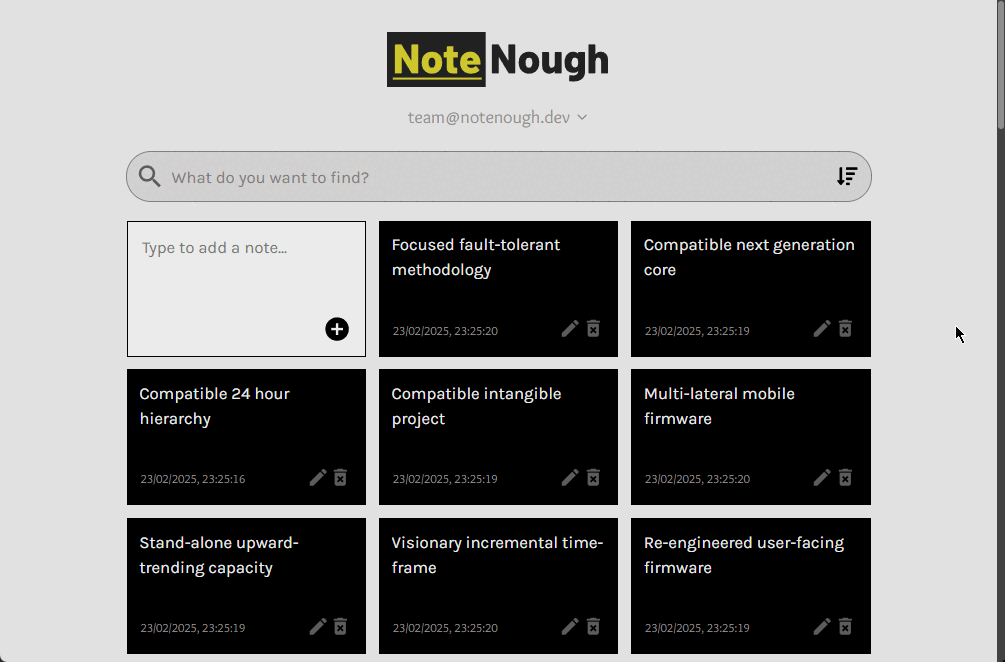 Note Nough
team@notenough.dev
What do you want to find?
Type to add a note...
Focused fault-tolerant
methodology
23/02/2025, 23:25:20
Compatible next generation
core
23/02/2025, 23:25:19
Compatible 24 hour
hierarchy
23/02/2025, 23:25:16
Compatible intangible
project
23/02/2025, 23:25:19
Multi-lateral mobile
firmware
23/02/2025, 23:25:20
Stand-alone upward-
trending capacity
23/02/2025, 23:25:19
Visionary incremental time-
frame
23/02/2025, 23:25:20
Re-engineered user-facing
firmware
23/02/2025, 23:25:19